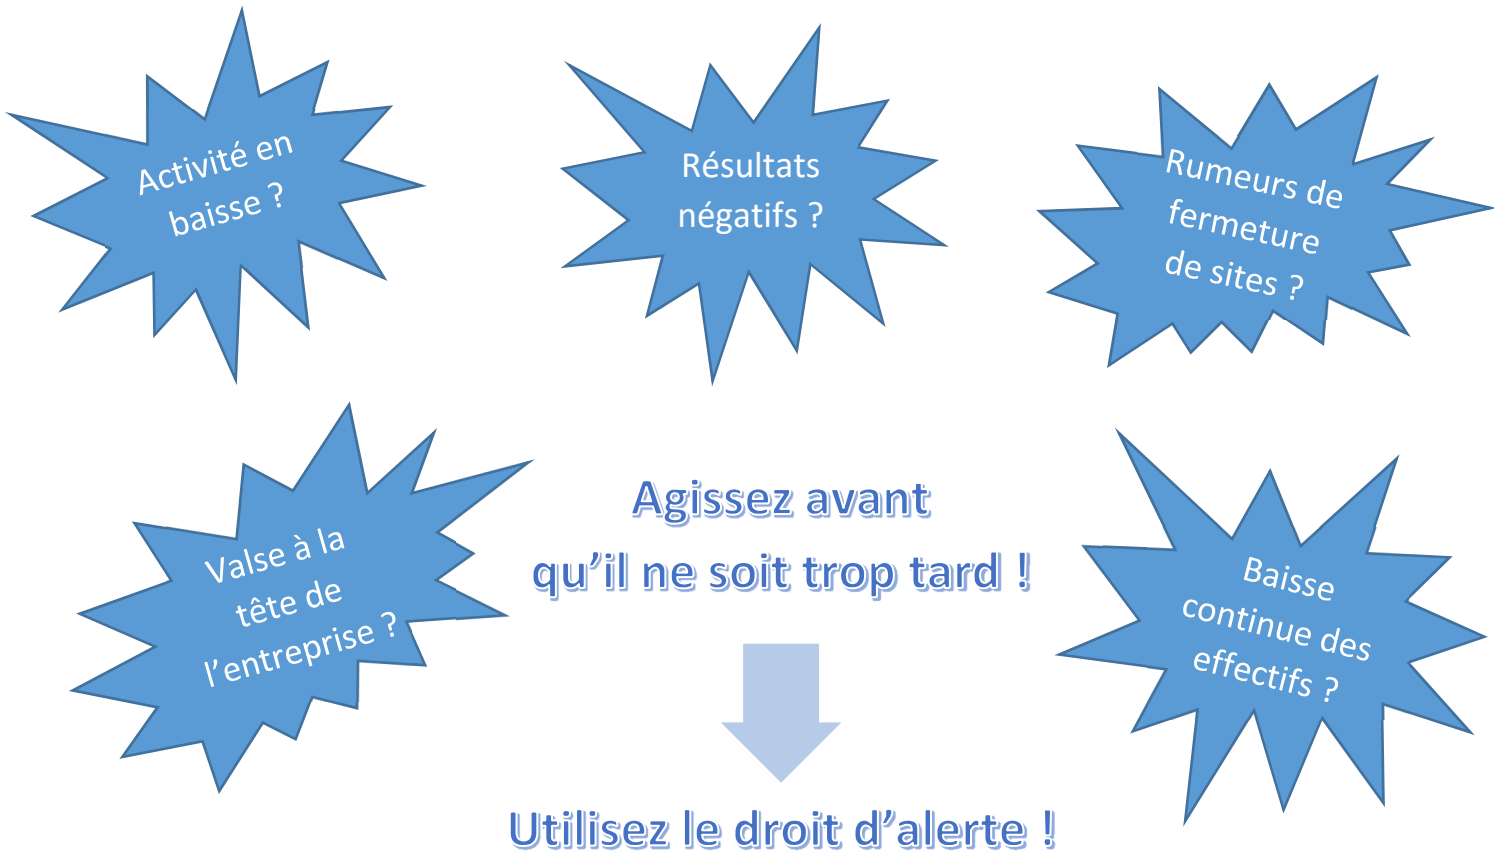 Activité en
baisse ?
Résultats
négatifs ?
Rumeurs de
fermeture
de sites ?
Valse à la
tête de
l’entreprise ?
Agissez avant
qu’il ne soit trop tard !
Baisse
continue des
effectifs ?
Utilisez le droit d’alerte !